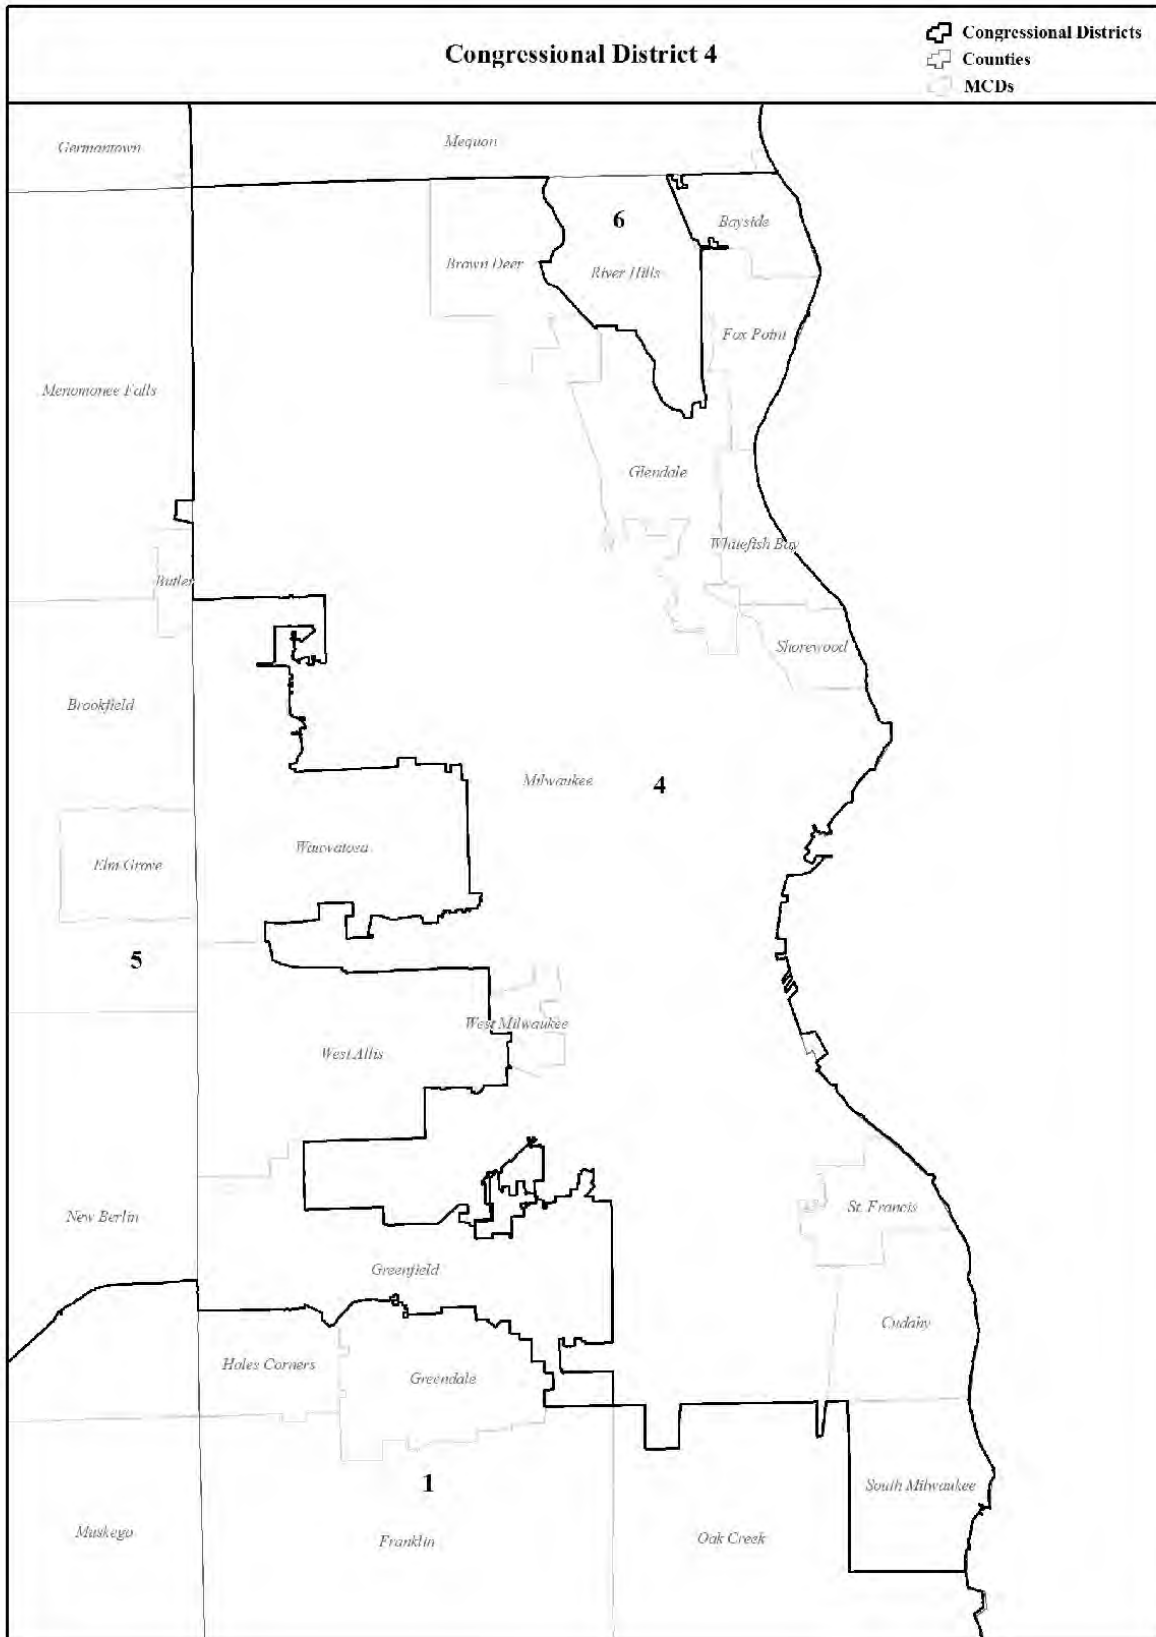 Congressional District 4
Congressional Districts
Counties
MCDs
Germantown
Mequon
6
Bayside
Brown Deer
River Hills
Fox Point
Menomonee Falls
Glendale
Whitefish Bay
Butler
Shorewood
Brookfield
Milwaukee
4
Wauwatosa
Elm Grove
5
West Milwaukee
West Allis
New Berlin
St. Francis
Greenfield
Cudahy
Hales Corners
Greendale
1
South Milwaukee
Muskego
Franklin
Oak Creek